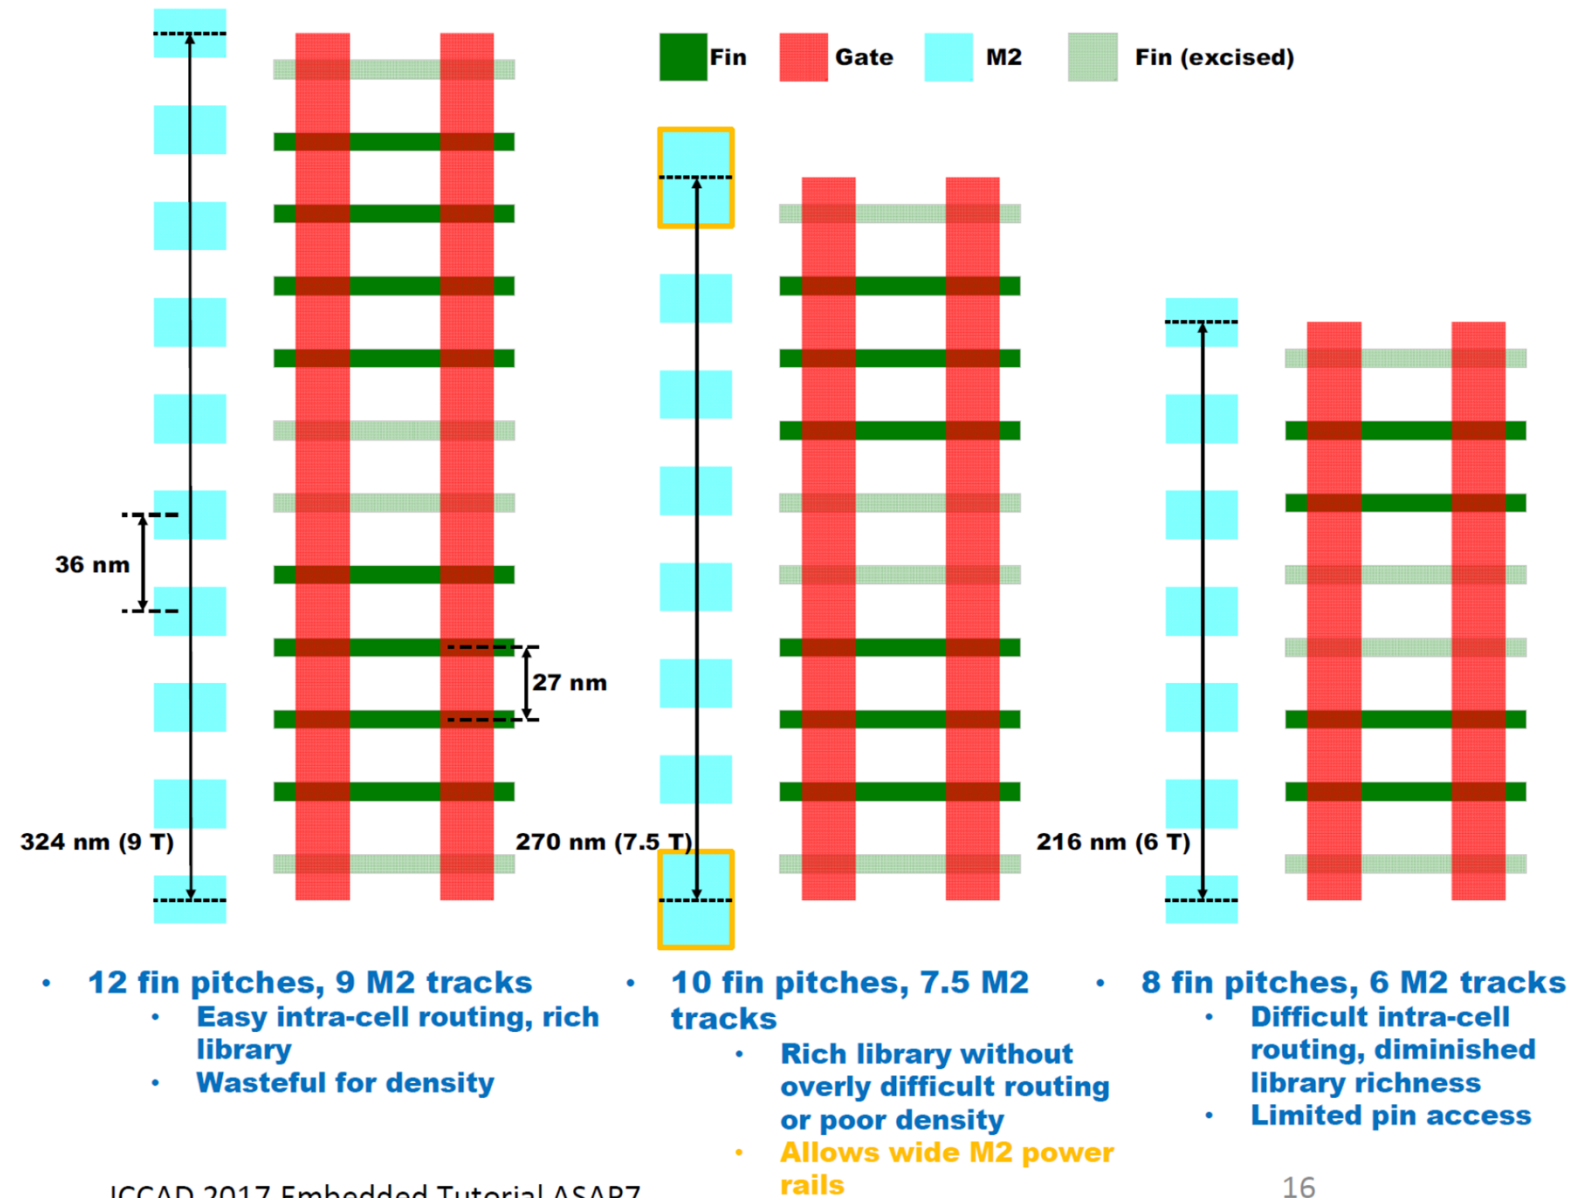 Fin
Gate
M2
Fin (excised)
36 nm
27 nm
324 nm (9 T)
270 nm (7.5 T)
216 nm (6 T)
• 12 fin pitches, 9 M2 tracks
• Easy intra-cell routing, rich
library
• Wasteful for density
• 10 fin pitches, 7.5 M2
tracks
• Rich library without
overly difficult routing
or poor density
• Allows wide M2 power
rails
• 8 fin pitches, 6 M2 tracks
• Difficult intra-cell
routing, diminished
library richness
• Limited pin access
ICCAD 2017 Embedded Tutorial ASAP7
16